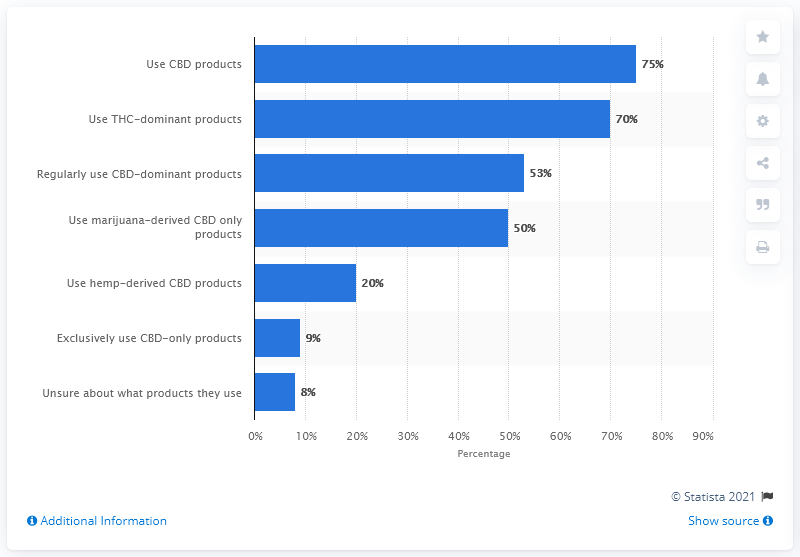 Use CBD products
75%
Use THC-dominant products
70%
Regularly use CBD-dominant products
53%
Use marijuana-derived CBD only
products
50%
Use hemp-derived CBD products
20%
Exclusively use CBD-only products
9%
Unsure about what products they use
8%
0% 10% 20% 30% 40% 50% 60% 70% 80% 90%
Percentage
© Statista 2021
Additional Information
Show source